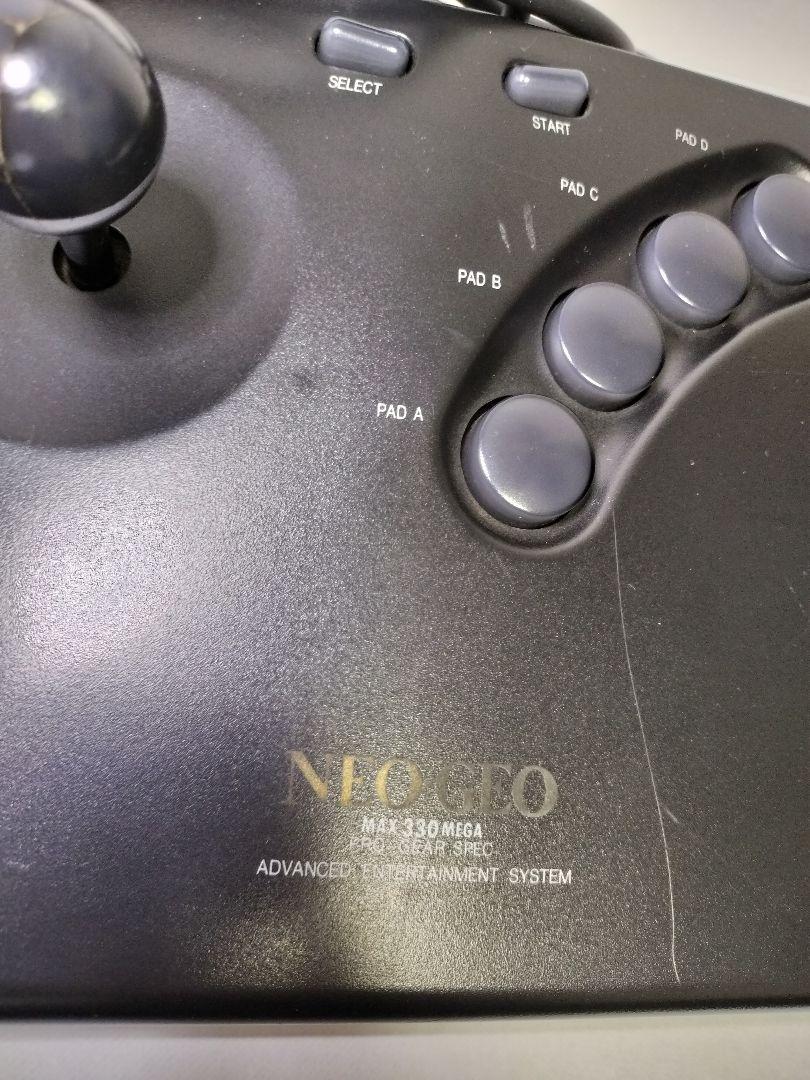 SELECT
START
PAD D
PAD C
PAD B
PAD A
NEO·GEO
MAX 330 MEGA
PRO-GEAR SPEC
ADVANCED ENTERTAINMENT SYSTEM